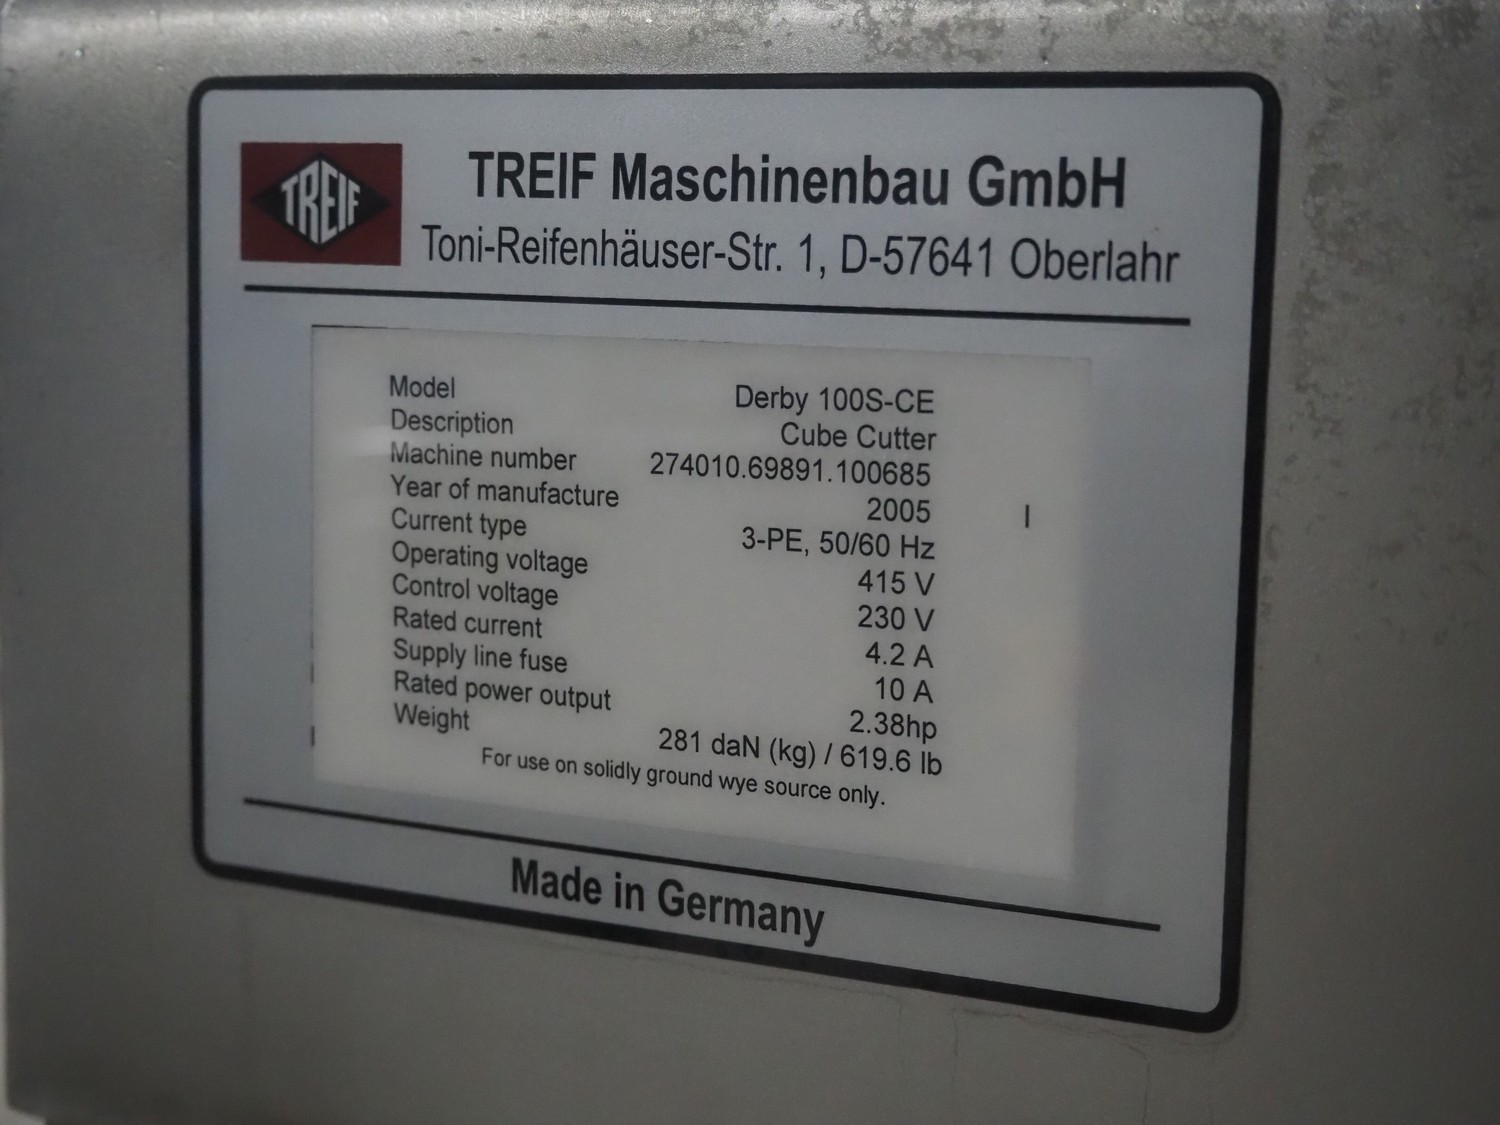 TREIF
TREIF Maschinenbau GmbH
Toni-Reifenhäuser-Str. 1, D-57641 Oberlahr
Model Derby 100S-CE
Description Cube Cutter
Machine number 274010.69891.100685
Year of manufacture 2005
Current type 3-PE, 50/60 Hz
Operating voltage 415 V
Control voltage 230 V
Rated current 4.2 A
Supply line fuse 10 A
Rated power output 2.38hp
Weight 281 daN (kg) / 619.6 lb
For use on solidly ground wye source only.
Made in Germany